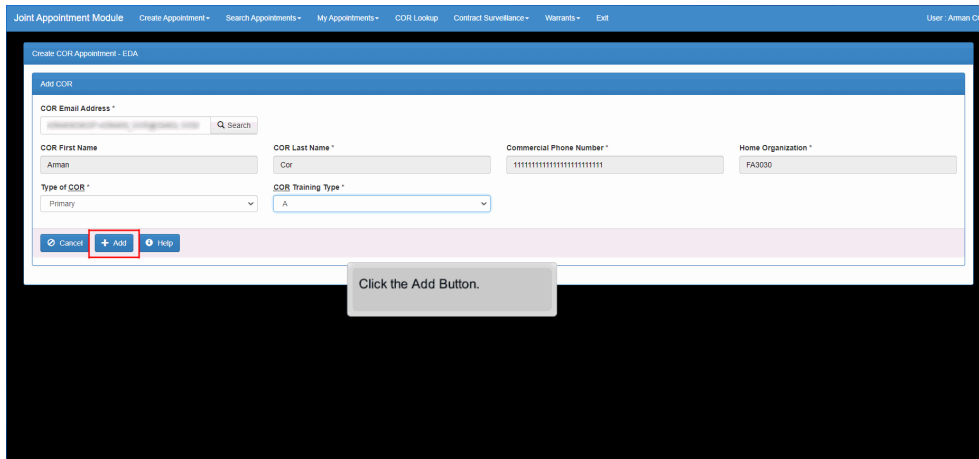 Joint Appointment Module Create Appointment Search Appointments My Appointments COR Lookup Contract Surveillance Warrants Exit User : Arman C
Create COR Appointment - EDA
Add COR
COR Email Address *
Search
COR First Name COR Last Name * Commercial Phone Number * Home Organization *
Arman Cor 1111111111111111111111111 FA3030
Type of COR * COR Training Type *
Primary A
Cancel Add Help
Click the Add Button.